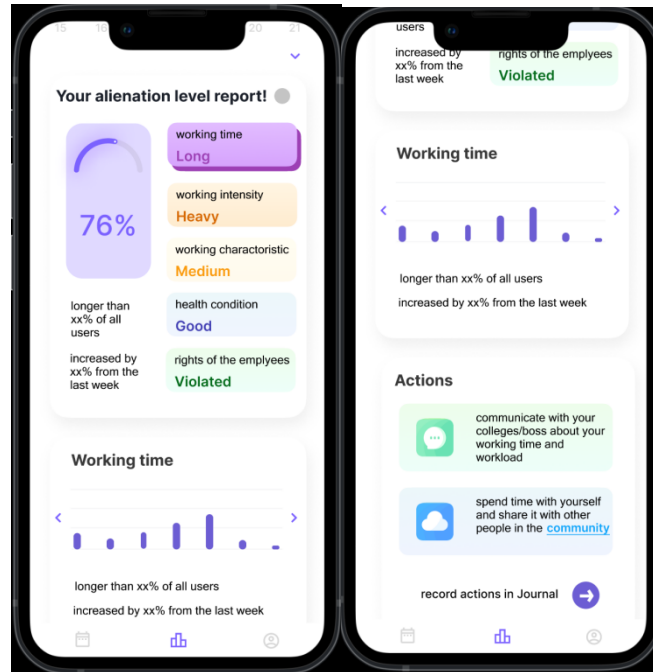 15 16 20 21
Your alienation level report!
76%
working time
Long
working intensity
Heavy
working charactoristic
Medium
health condition
Good
rights of the emplyees
Violated
longer than
xx% of all
users
increased by
xx% from the
last week
Working time
longer than xx% of all users
increased by xx% from the last week
users
increased by
xx% from the
last week
rights of the emplyees
Violated
Working time
longer than xx% of all users
increased by xx% from the last week
Actions
communicate with your
colleges/boss about your
working time and
workload
spend time with yourself
and share it with other
people in the community
record actions in Journal